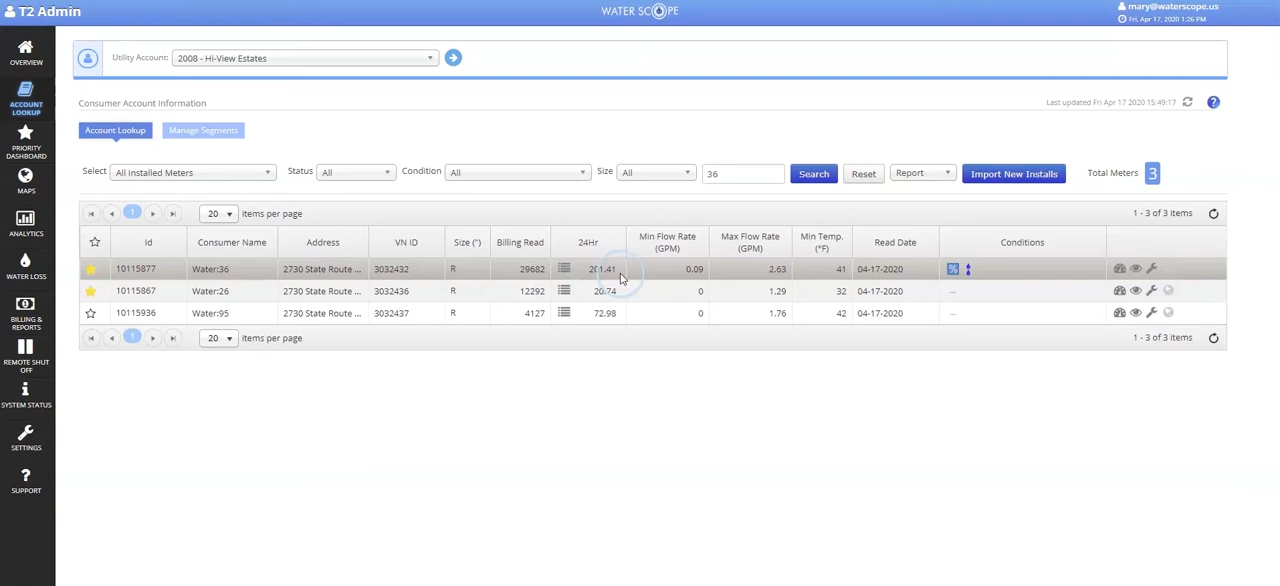 T2 Admin
WATER SCOPE
mary@waterscope.us
Fri, Apr 17, 2020 1:26 PM
OVERVIEW
ACCOUNT
LOOKUP
PRIORITY
DASHBOARD
MAPS
ANALYTICS
WATER LOSS
BILLING &
REPORTS
REMOTE SHUT
OFF
SYSTEM STATUS
SETTINGS
SUPPORT
Utility Account: 2008 - Hi-View Estates
Consumer Account Information
Last updated Fri Apr 17 2020 15:49:17
Account Lookup Manage Segments
Select All Installed Meters Status All Condition All Size All 36 Search Reset Report Import New Installs Total Meters 3
1 20 items per page 1 - 3 of 3 items
Id Consumer Name Address VN ID Size (") Billing Read 24Hr Min Flow Rate (GPM) Max Flow Rate (GPM) Min Temp. (°F) Read Date Conditions
10115877 Water:36 2730 State Route ... 3032432 R 29682 201.41 0.09 2.63 41 04-17-2020 %
10115867 Water:26 2730 State Route ... 3032436 R 12292 20.74 0 1.29 32 04-17-2020 --
10115936 Water:95 2730 State Route ... 3032437 R 4127 72.98 0 1.76 42 04-17-2020 --
1 20 items per page 1 - 3 of 3 items